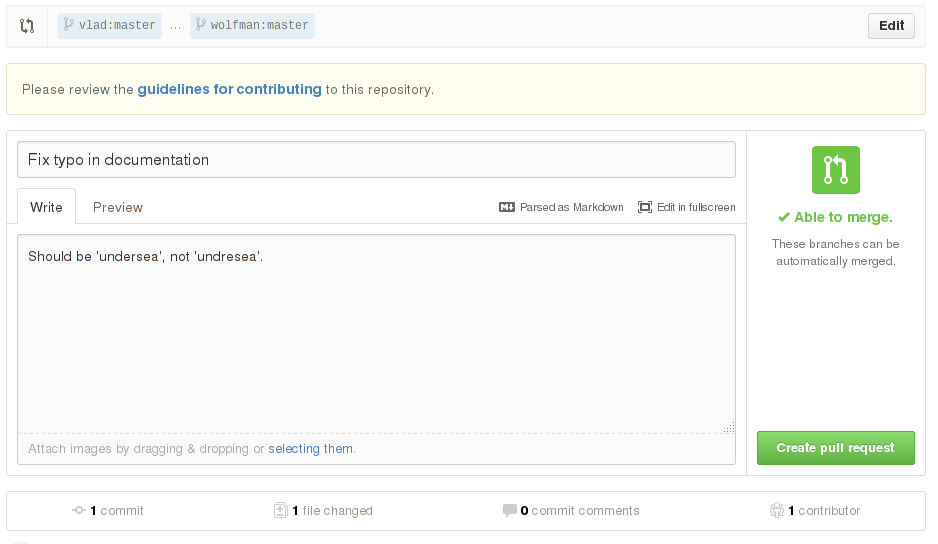 vlad:master ... wolfman:master Edit
Please review the guidelines for contributing to this repository.
Fix typo in documentation
Write Preview Parsed as Markdown Edit in fullscreen
Should be 'undersea', not 'undresea'.
Attach images by dragging & dropping or selecting them.
Able to merge.
These branches can be
automatically merged.
Create pull request
1 commit 1 file changed 0 commit comments 1 contributor